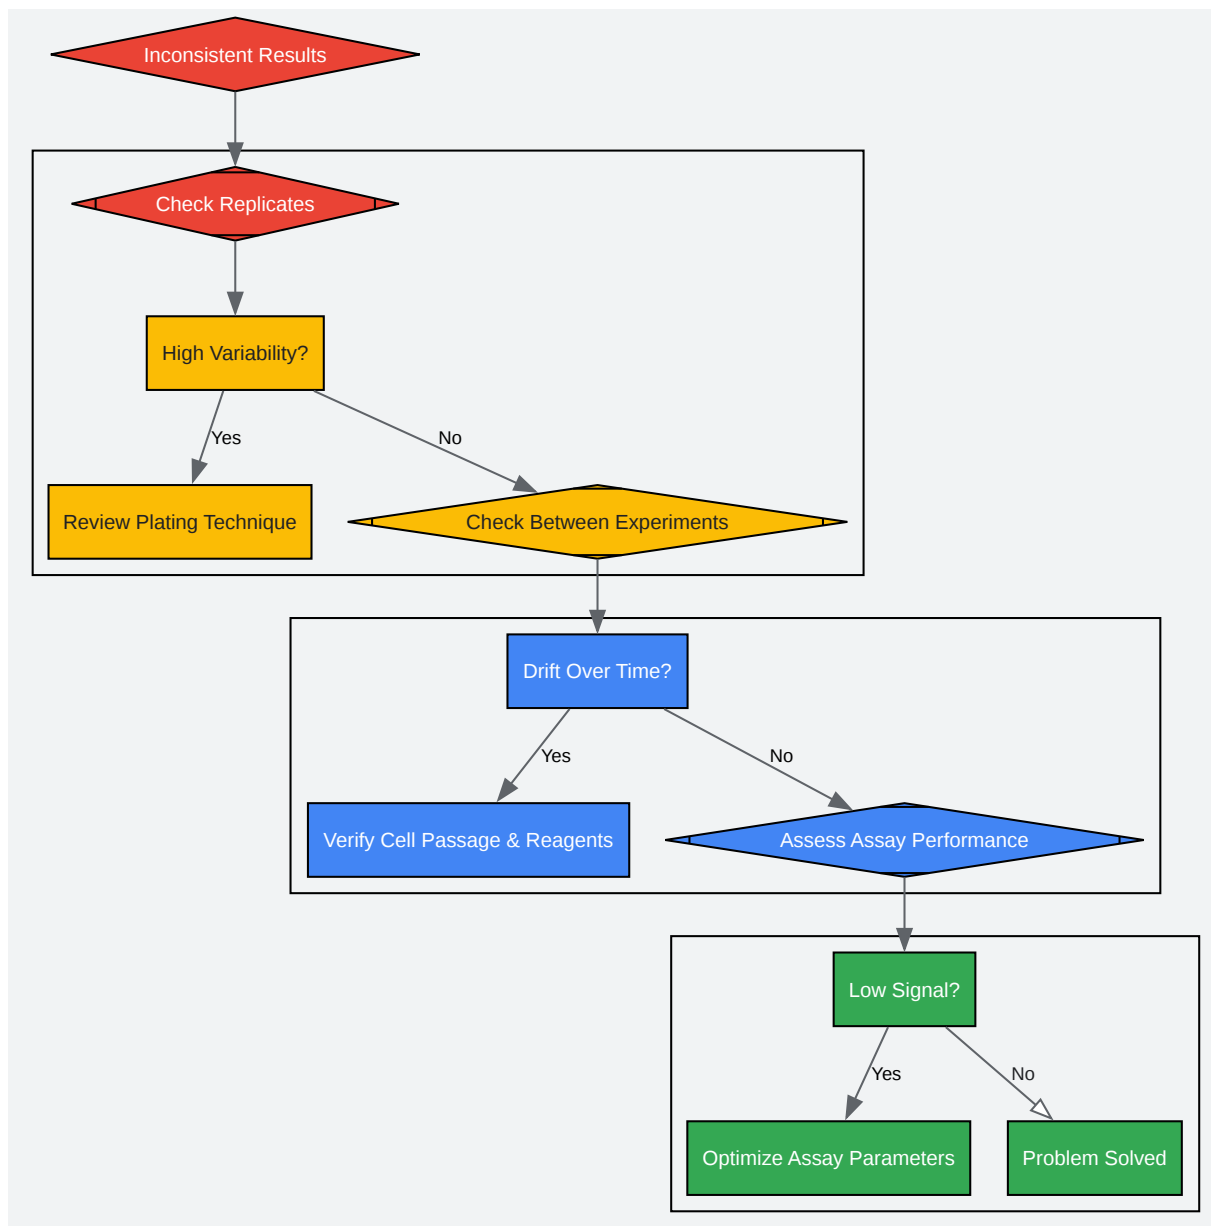 Inconsistent Results
Check Replicates
High Variability?
Yes
No
Review Plating Technique
Check Between Experiments
Drift Over Time?
Yes
No
Verify Cell Passage & Reagents
Assess Assay Performance
Low Signal?
Yes
No
Optimize Assay Parameters
Problem Solved